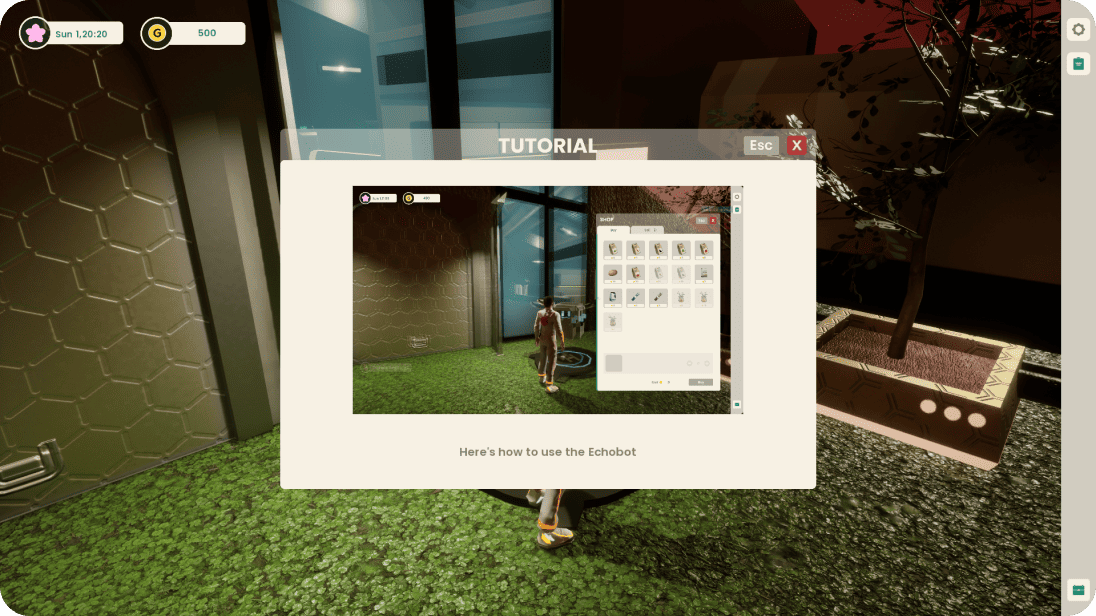 Sun 1,20:20
G
500
TUTORIAL
Esc
X
SHOP
Here's how to use the Echobot